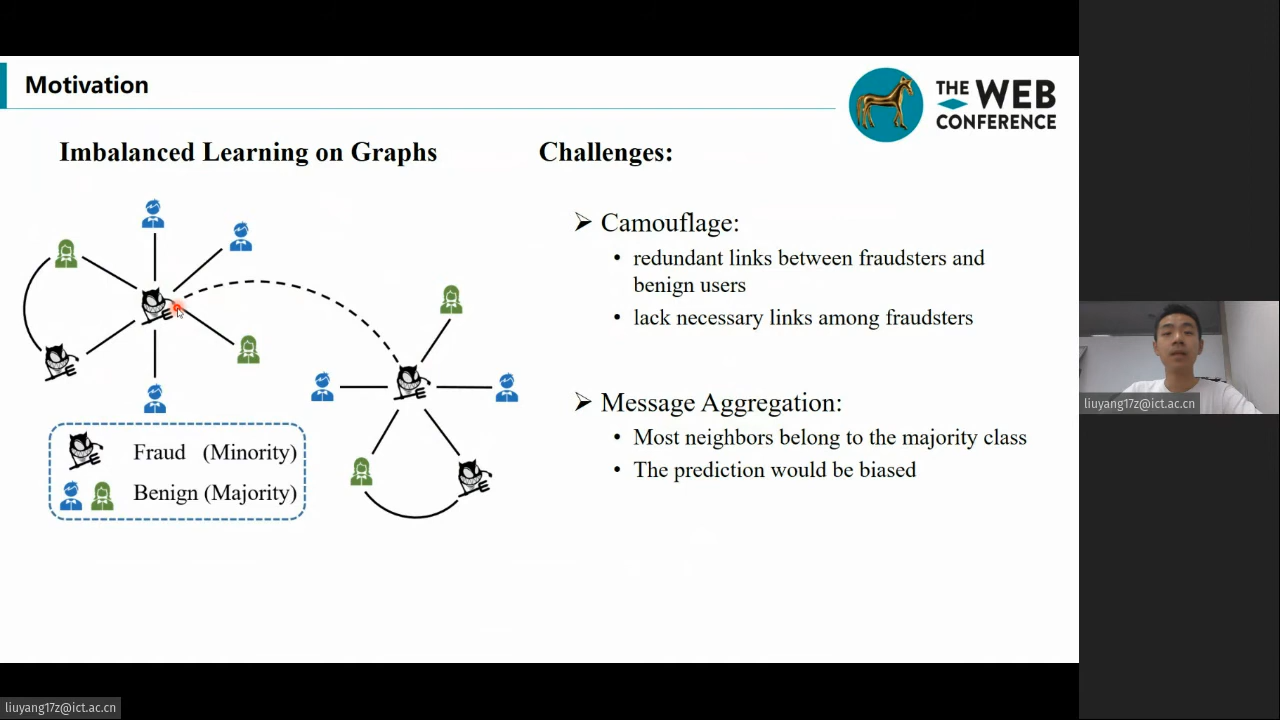 Motivation
THE WEB
CONFERENCE
Imbalanced Learning on Graphs
Fraud (Minority)
Benign (Majority)
Challenges:
➢ Camouflage:
• redundant links between fraudsters and
benign users
• lack necessary links among fraudsters
➢ Message Aggregation:
• Most neighbors belong to the majority class
• The prediction would be biased
liuyang17z@ict.ac.cn
liuyang17z@ict.ac.cn